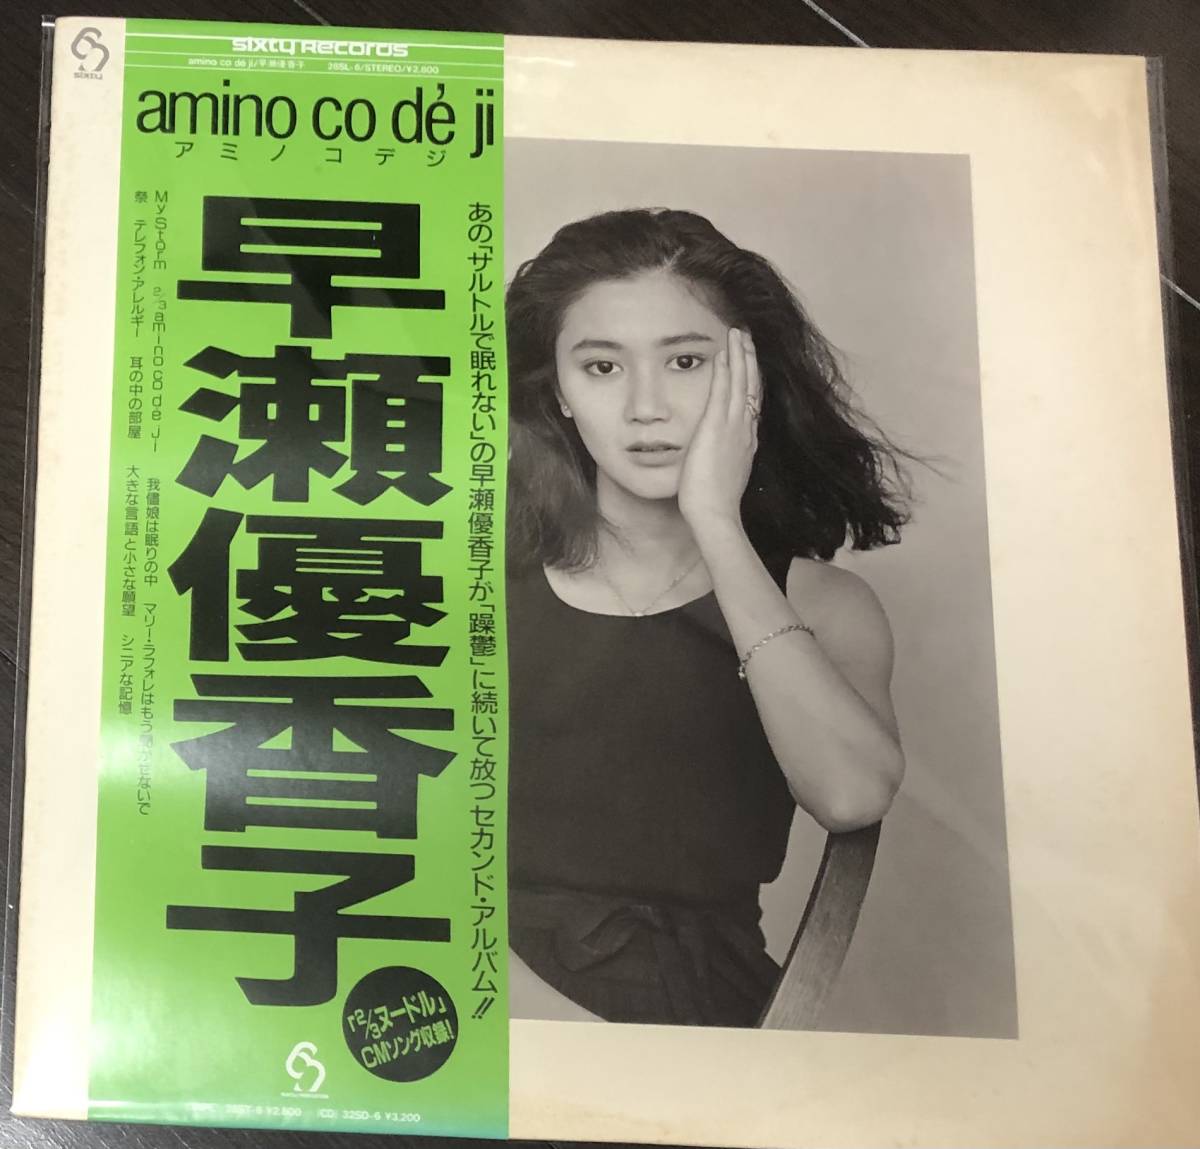 sixty
sixty Records
amino co dé ji/早瀬優香子 28SL-6/STEREO/¥2,800
amino co dé ji
アミノコデジ
あの「サルトルで眠れない」の早瀬優香子が「躁鬱」に続いて放つセカンド・アルバム!!
早瀬優香子
My Storm 2/3 amino co dé ji 我儘娘は眠りの中 マリー・ラフォレはもう聞かせないで
祭 テレフォン・アレルギー 耳の中の部屋 大きな言語と小さな願望 シニアな記憶
「2/3ヌードル」
CMソング収録!
28ST-6 ¥2,800 (CD) 32SD-6 ¥3,200